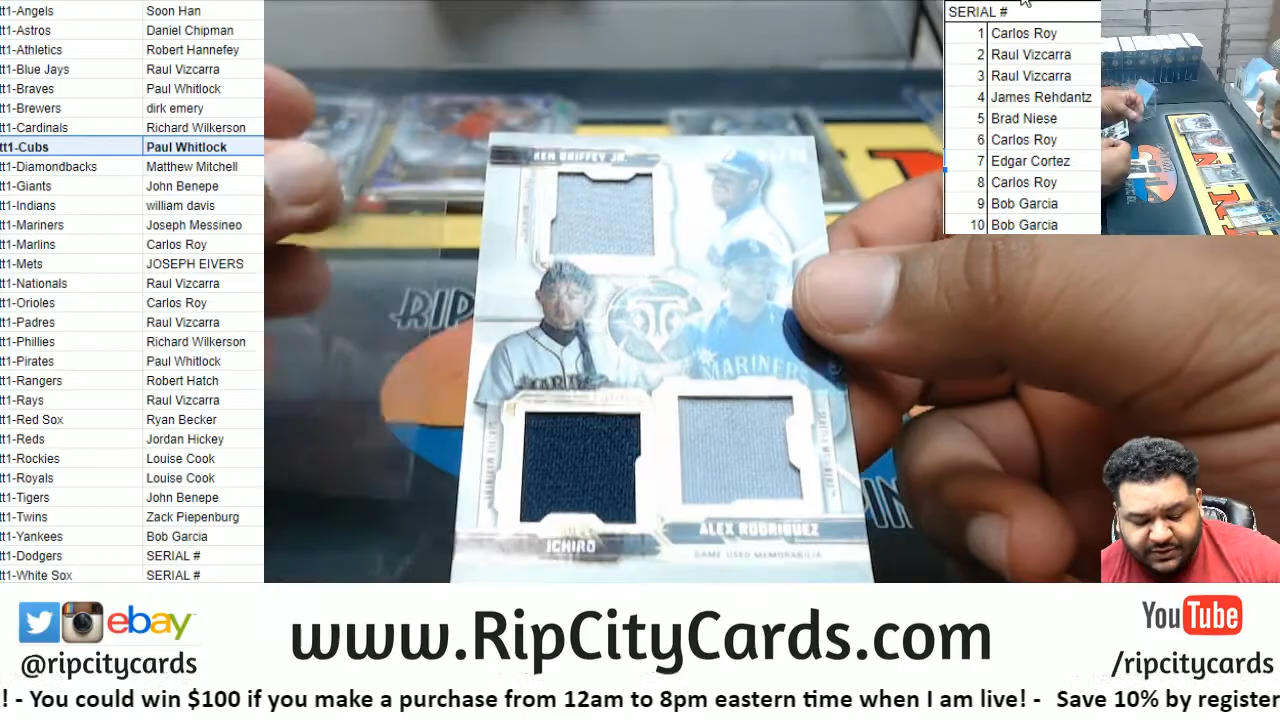 tt1-Angels Soon Han
tt1-Astros Daniel Chipman
tt1-Athletics Robert Hannefey
tt1-Blue Jays Raul Vizcarra
tt1-Braves Paul Whitlock
tt1-Brewers dirk emery
tt1-Cardinals Richard Wilkerson
tt1-Cubs Paul Whitlock
tt1-Diamondbacks Matthew Mitchell
tt1-Giants John Benepe
tt1-Indians william davis
tt1-Mariners Joseph Messineo
tt1-Marlins Carlos Roy
tt1-Mets JOSEPH EIVERS
tt1-Nationals Raul Vizcarra
tt1-Orioles Carlos Roy
tt1-Padres Raul Vizcarra
tt1-Phillies Richard Wilkerson
tt1-Pirates Paul Whitlock
tt1-Rangers Robert Hatch
tt1-Rays Raul Vizcarra
tt1-Red Sox Ryan Becker
tt1-Reds Jordan Hickey
tt1-Rockies Louise Cook
tt1-Royals Louise Cook
tt1-Tigers John Benepe
tt1-Twins Zack Piepenburg
tt1-Yankees Bob Garcia
tt1-Dodgers SERIAL #
tt1-White Sox SERIAL #
KEN GRIFFEY JR.
RIP
MARINERS
ICHIRO
ALEX RODRIGUEZ
GAME USED MEMORABILIA
SERIAL #
1 Carlos Roy
2 Raul Vizcarra
3 Raul Vizcarra
4 James Rehdantz
5 Brad Niese
6 Carlos Roy
7 Edgar Cortez
8 Carlos Roy
9 Bob Garcia
10 Bob Garcia
ebay
@ripcitycards
www.RipCityCards.com
YouTube
/ripcitycards
! - You could win $100 if you make a purchase from 12am to 8pm eastern time when I am live! - Save 10% by register